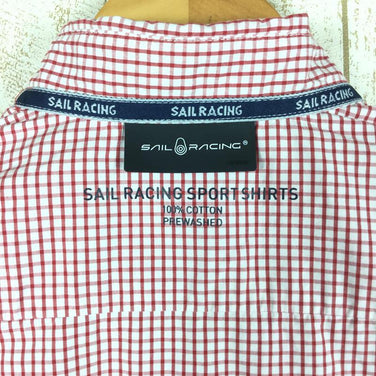 SAIL RACING SAIL RACING SAIL RACING
SAIL RACING®
SAIL RACING SPORT SHIRTS
100% COTTON
PREWASHED